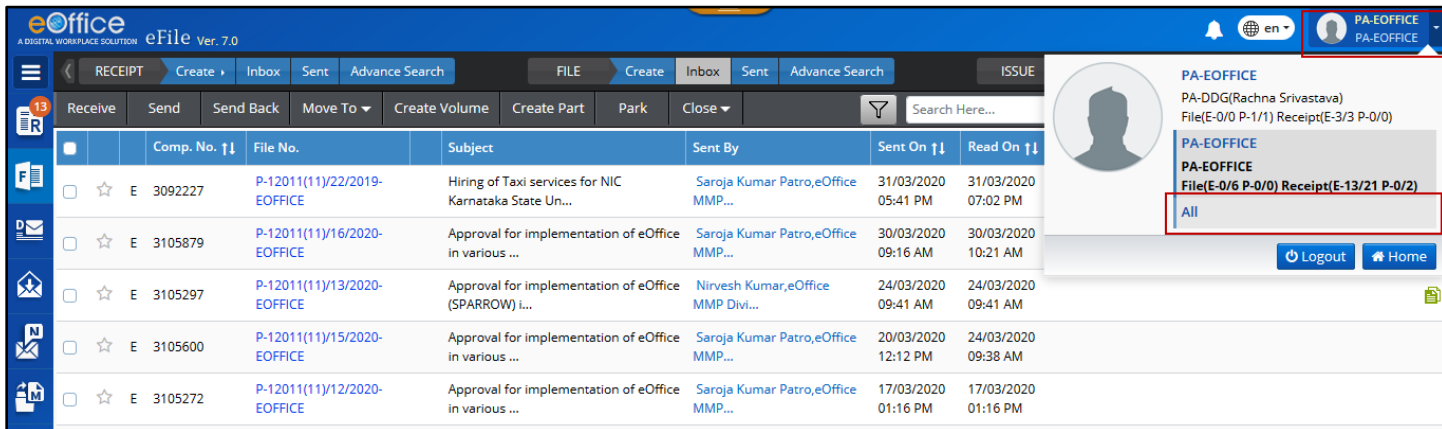 eOffice
A DIGITAL WORKPLACE SOLUTION eFile Ver. 7.0
en
PA-EOFFICE
PA-EOFFICE
RECEIPT Create Inbox Sent Advance Search FILE Create Inbox Sent Advance Search ISSUE
13
R
Receive Send Send Back Move To Create Volume Create Part Park Close Search Here...
Comp. No. File No. Subject Sent By Sent On Read On
F
E 3092227 P-12011(11)/22/2019- Hiring of Taxi services for NIC Saroja Kumar Patro,eOffice 31/03/2020 31/03/2020
EOFFICE Karnataka State Un... MMP... 05:41 PM 07:02 PM
D
E 3105879 P-12011(11)/16/2020- Approval for implementation of eOffice Saroja Kumar Patro,eOffice 30/03/2020 30/03/2020
EOFFICE in various ... MMP... 09:16 AM 10:21 AM
E 3105297 P-12011(11)/13/2020- Approval for implementation of eOffice Nirvesh Kumar,eOffice 24/03/2020 24/03/2020
EOFFICE (SPARROW) i... MMP Divi... 09:41 AM 09:41 AM
N
E 3105600 P-12011(11)/15/2020- Approval for implementation of eOffice Saroja Kumar Patro,eOffice 20/03/2020 24/03/2020
EOFFICE in various ... MMP... 12:12 PM 09:38 AM
M
E 3105272 P-12011(11)/12/2020- Approval for implementation of eOffice Saroja Kumar Patro,eOffice 17/03/2020 17/03/2020
EOFFICE in various ... MMP... 01:16 PM 01:16 PM
PA-EOFFICE
PA-DDG(Rachna Srivastava)
File(E-0/0 P-1/1) Receipt(E-3/3 P-0/0)
PA-EOFFICE
PA-EOFFICE
File(E-0/6 P-0/0) Receipt(E-13/21 P-0/2)
All
Logout Home